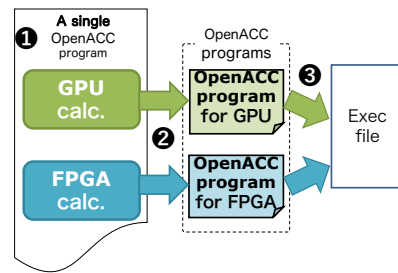 ❶
A single
OpenACC
program
GPU
calc.
FPGA
calc.
❷
OpenACC
programs
OpenACC
program
for GPU
OpenACC
program
for FPGA
❸
Exec
file